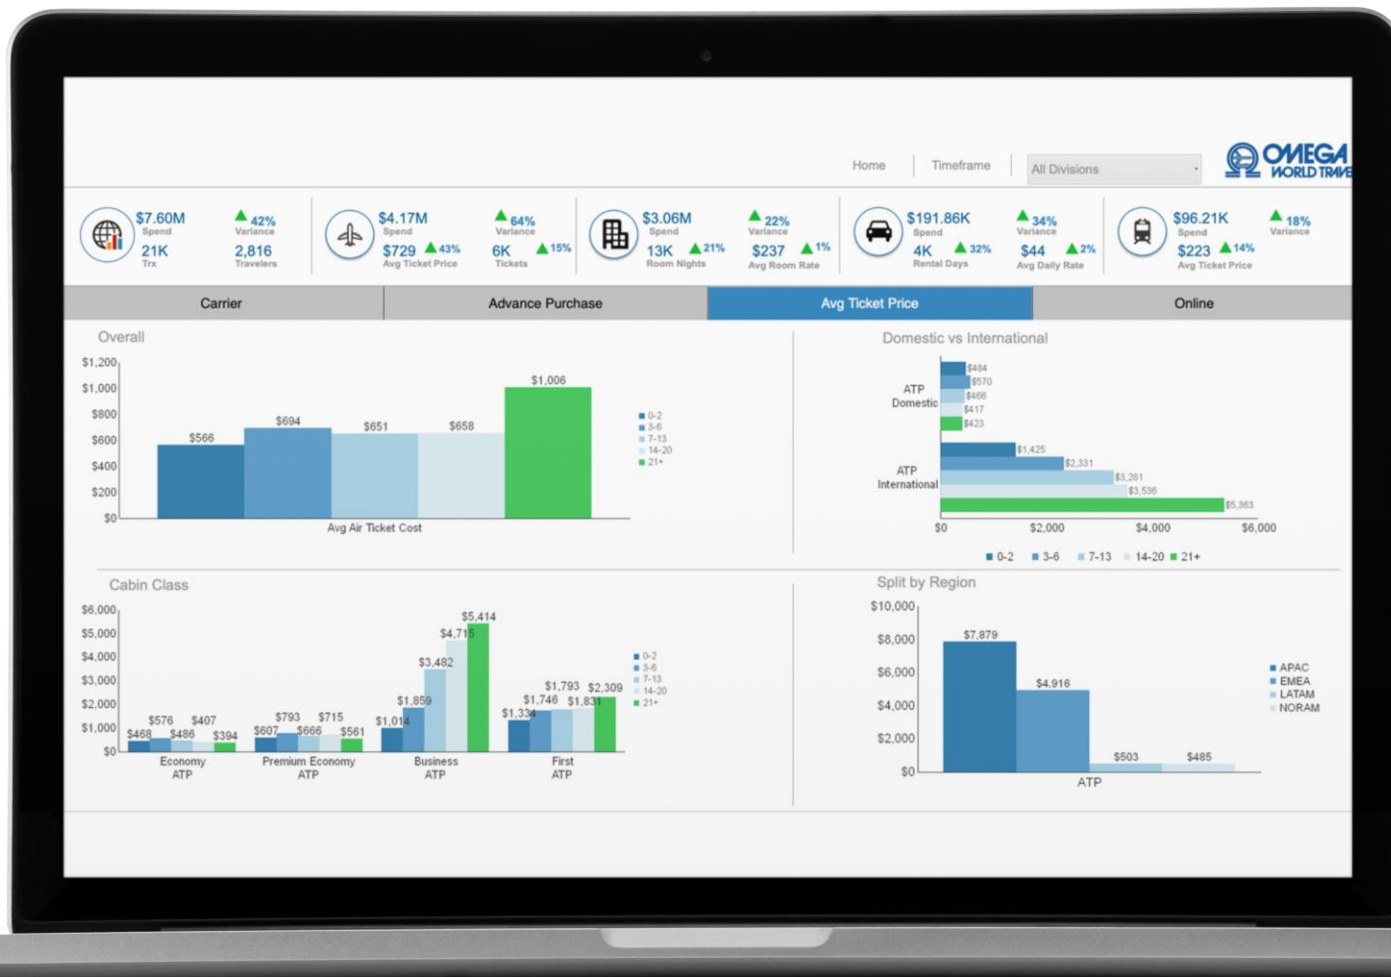 Home
Timeframe
All Divisions
OMEGA
WORLD TRAVE
$7.60M
Spend
42%
Variance
21K
Trx
2,816
Travelers
$4.17M
Spend
64%
Variance
$729 43%
Avg Ticket Price
6K 15%
Tickets
$3.06M
Spend
22%
Variance
13K 21%
Room Nights
$237 1%
Avg Room Rate
$191.86K
Spend
34%
Variance
4K 32%
Rental Days
$44 2%
Avg Daily Rate
$96.21K
Spend
18%
Variance
$223 14%
Avg Ticket Price
Carrier
Advance Purchase
Avg Ticket Price
Online
Overall
$1,200
$1,000
$800
$600
$400
$200
$0
$566
$694
$651
$658
$1,006
Avg Air Ticket Cost
0-2
3-6
7-13
14-20
21+
Domestic vs International
ATP
Domestic
$484
$570
$466
$417
$423
ATP
International
$1,425
$2,331
$3,281
$3,536
$5,363
$0 $2,000 $4,000 $6,000
0-2 3-6 7-13 14-20 21+
Cabin Class
$6,000
$5,000
$4,000
$3,000
$2,000
$1,000
$0
$468
$576
$486
$407
$394
Economy
ATP
$607
$793
$666
$715
$561
Premium Economy
ATP
$1,014
$1,859
$3,482
$4,715
$5,414
Business
ATP
$1,334
$1,746
$1,793
$1,831
$2,309
First
ATP
0-2
3-6
7-13
14-20
21+
Split by Region
$10,000
$8,000
$6,000
$4,000
$2,000
$0
$7,879
$4,916
$503
$485
ATP
APAC
EMEA
LATAM
NORAM